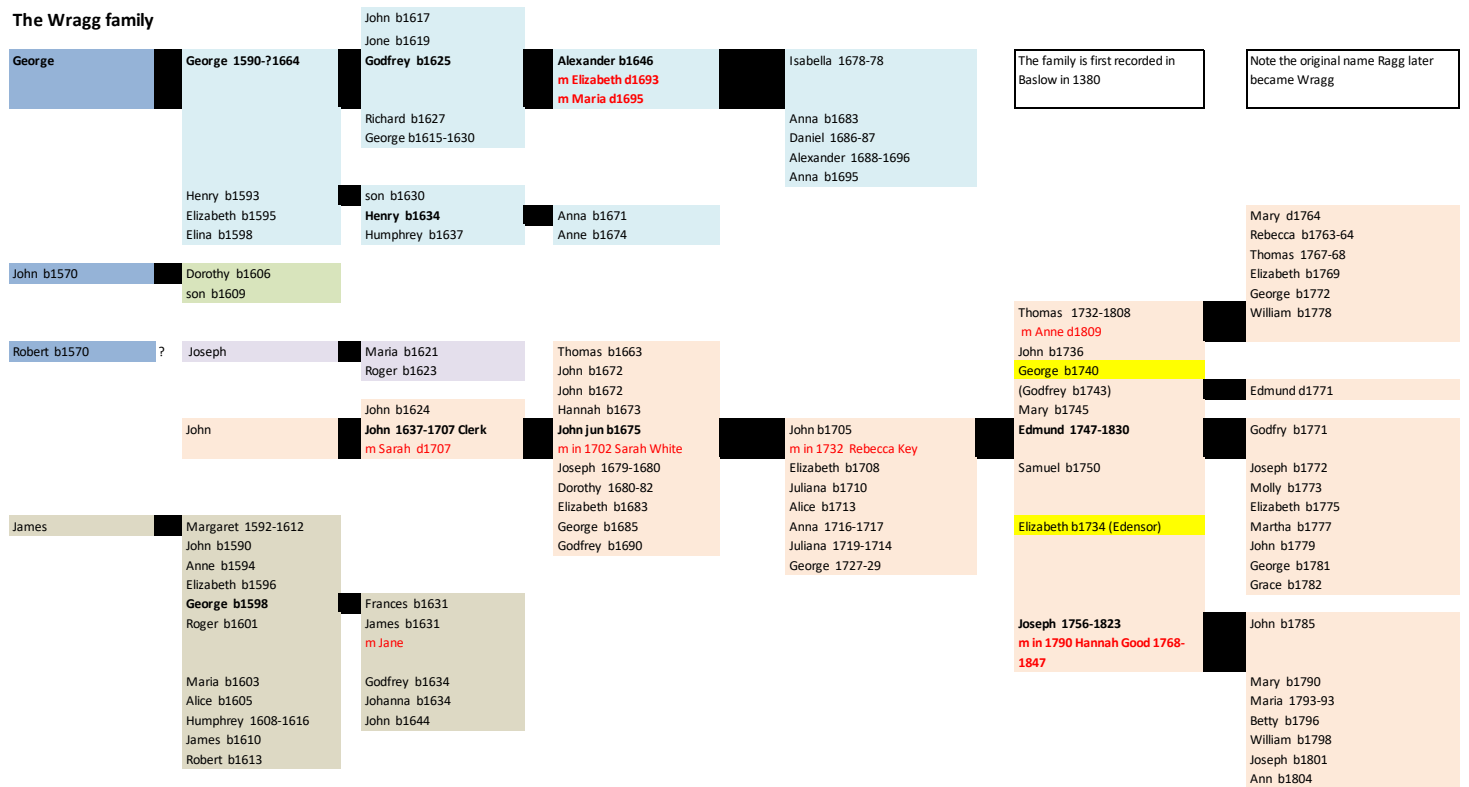 The Wragg family
George
John b1570
Robert b1570
?
James
George 1590-?1664
Henry b1593
Elizabeth b1595
Elina b1598
Dorothy b1606
son b1609
Joseph
John
Margaret 1592-1612
John b1590
Anne b1594
Elizabeth b1596
George b1598
Roger b1601
Maria b1603
Alice b1605
Humphrey 1608-1616
James b1610
Robert b1613
John b1617
Jone b1619
Godfrey b1625
Richard b1627
George b1615-1630
son b1630
Henry b1634
Humphrey b1637
Maria b1621
Roger b1623
John b1624
John 1637-1707 Clerk
m Sarah d1707
Frances b1631
James b1631
m Jane
Godfrey b1634
Johanna b1634
John b1644
Alexander b1646
m Elizabeth d1693
m Maria d1695
Anna b1671
Anne b1674
Thomas b1663
John b1672
John b1672
Hannah b1673
John jun b1675
m in 1702 Sarah White
Joseph 1679-1680
Dorothy 1680-82
Elizabeth b1683
George b1685
Godfrey b1690
Isabella 1678-78
Anna b1683
Daniel 1686-87
Alexander 1688-1696
Anna b1695
John b1705
m in 1732 Rebecca Key
Elizabeth b1708
Juliana b1710
Alice b1713
Anna 1716-1717
Juliana 1719-1714
George 1727-29
The family is first recorded in
Baslow in 1380
Thomas 1732-1808
m Anne d1809
John b1736
George b1740
(Godfrey b1743)
Mary b1745
Edmund 1747-1830
Samuel b1750
Elizabeth b1734 (Edensor)
Joseph 1756-1823
m in 1790 Hannah Good 1768-
1847
Note the original name Ragg later
became Wragg
Mary d1764
Rebecca b1763-64
Thomas 1767-68
Elizabeth b1769
George b1772
William b1778
Edmund d1771
Godfry b1771
Joseph b1772
Molly b1773
Elizabeth b1775
Martha b1777
John b1779
George b1781
Grace b1782
John b1785
Mary b1790
Maria 1793-93
Betty b1796
William b1798
Joseph b1801
Ann b1804